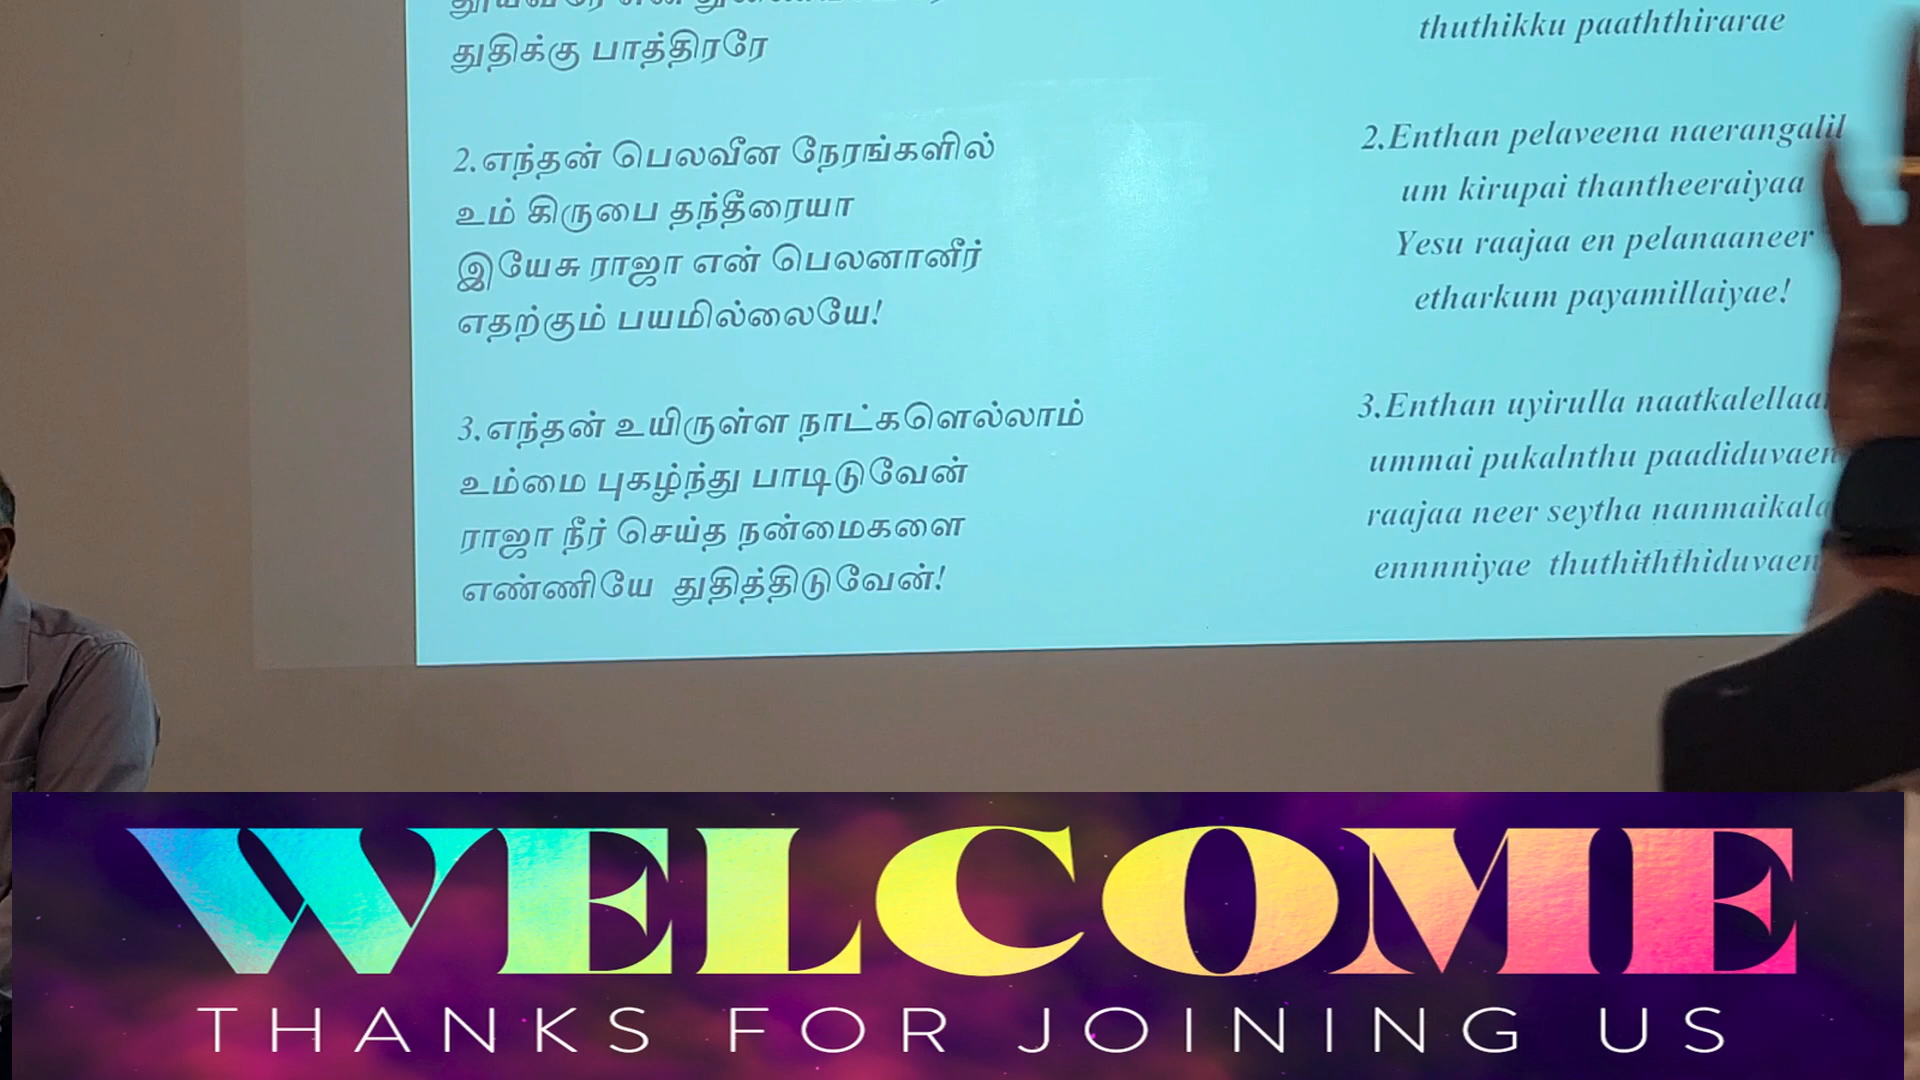 துதிக்கு பாத்திரரே
2.எந்தன் பெலவீன நேரங்களில்
உம் கிருபை தந்தீரையா
இயேசு ராஜா என் பெலனானீர்
எதற்கும் பயமில்லையே!
3.எந்தன் உயிருள்ள நாட்களெல்லாம்
உம்மை புகழ்ந்து பாடிடுவேன்
ராஜா நீர் செய்த நன்மைகளை
எண்ணியே துதித்திடுவேன்!
thuthikku paaththirarae
2.Enthan pelaveena naerangalil
um kirupai thantheeraiyaa
Yesu raajaa en pelanaaneer
etharkum payamillaiyae!
3.Enthan uyirulla
ummai pukalnthu paadiduvaen
raajaa neer seytha
ennnniyae thuthiththiduvaen
WELCOME
THANKS FOR JOINING US